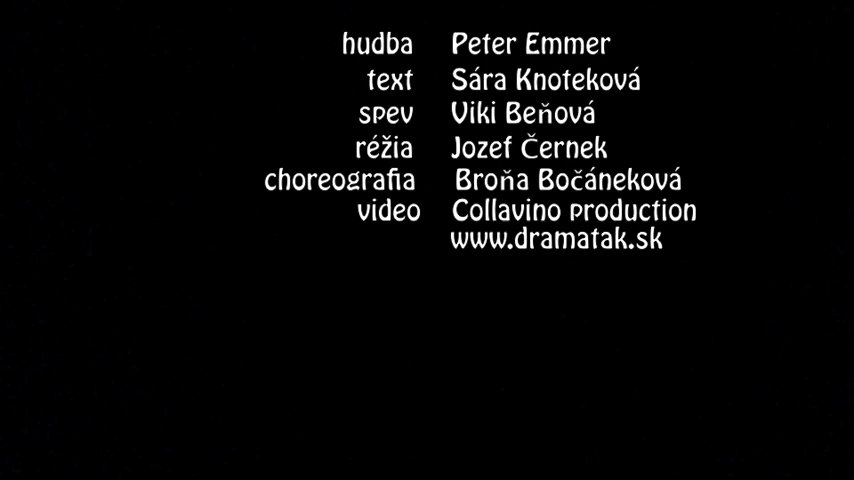 hudba Peter Emmer
text Sára Knoteková
spev Viki Beňová
réžia Jozef Černek
choreografia Broňa Bočáneková
video Collavino production
www.dramatak.sk